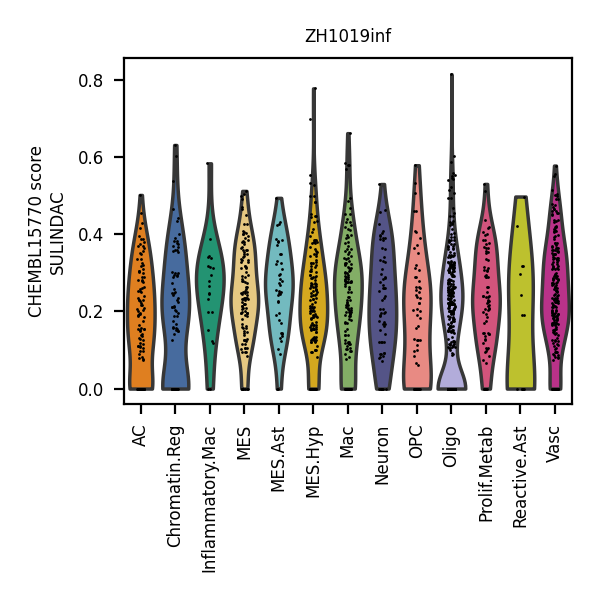 ZH1019inf
CHEMBL15770 score
SULINDAC
0.8
0.6
0.4
0.2
0.0
AC
Chromatin.Reg
Inflammatory.Mac
MES
MES.Ast
MES.Hyp
Mac
Neuron
OPC
Oligo
Prolif.Metab
Reactive.Ast
Vasc